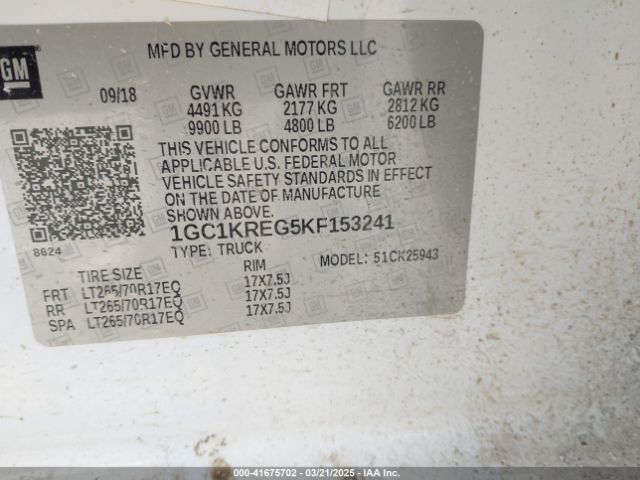 GM
MFD BY GENERAL MOTORS LLC
09/18 GVWR GAWR FRT GAWR RR
4491 KG 2177 KG 2812 KG
9900 LB 4800 LB 6200 LB
THIS VEHICLE CONFORMS TO ALL
APPLICABLE U.S. FEDERAL MOTOR
VEHICLE SAFETY STANDARDS IN EFFECT
ON THE DATE OF MANUFACTURE
SHOWN ABOVE.
8624
1GC1KREG5KF153241
TYPE: TRUCK MODEL: 51CK25943
TIRE SIZE RIM
FRT LT265/70R17EQ 17X7.5J
RR LT265/70R17EQ 17X7.5J
SPA LT265/70R17EQ 17X7.5J
000-41675702 — 03/21/2025 — IAA Inc.